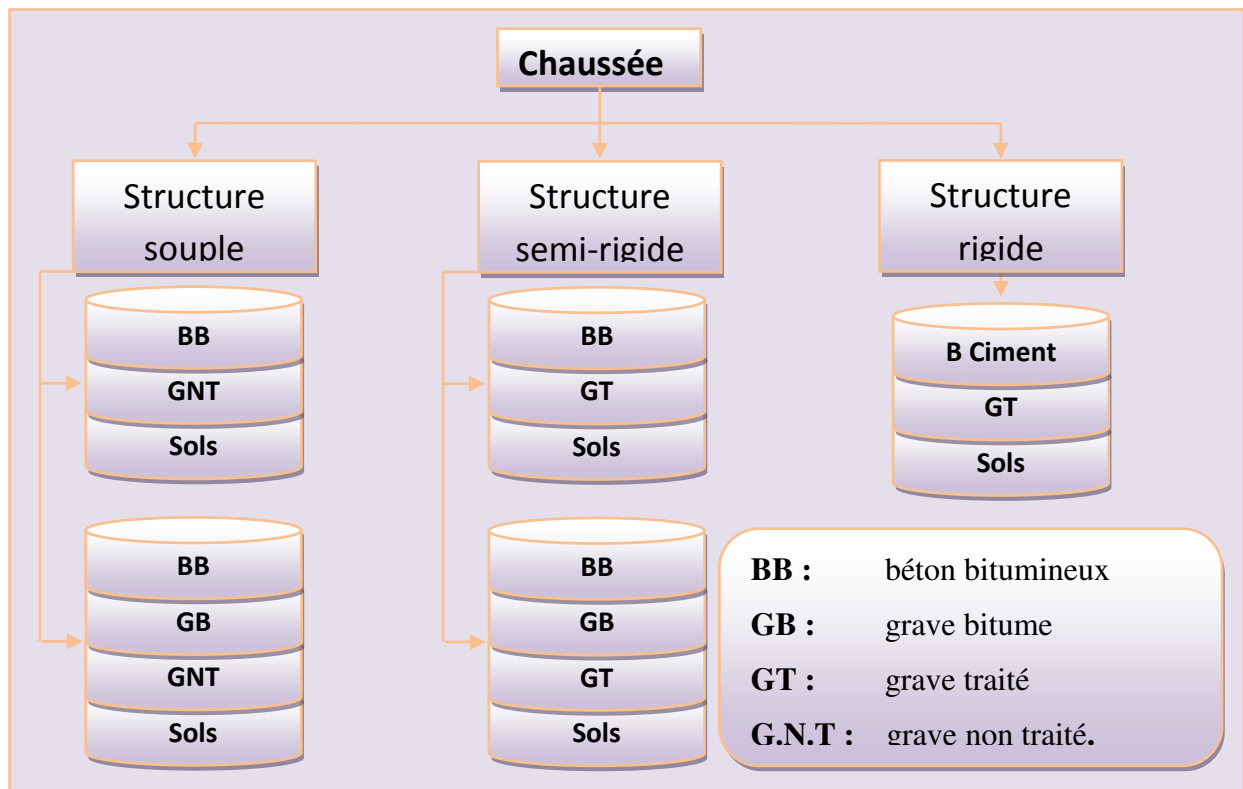 Chaussée
Structure
souple
Structure
semi-rigide
Structure
rigide
BB
GNT
Sols
BB
GT
Sols
B Ciment
GT
Sols
BB
GB
GNT
Sols
BB
GB
GT
Sols
BB : béton bitumineux
GB : grave bitume
GT : grave traité
G.N.T : grave non traité.